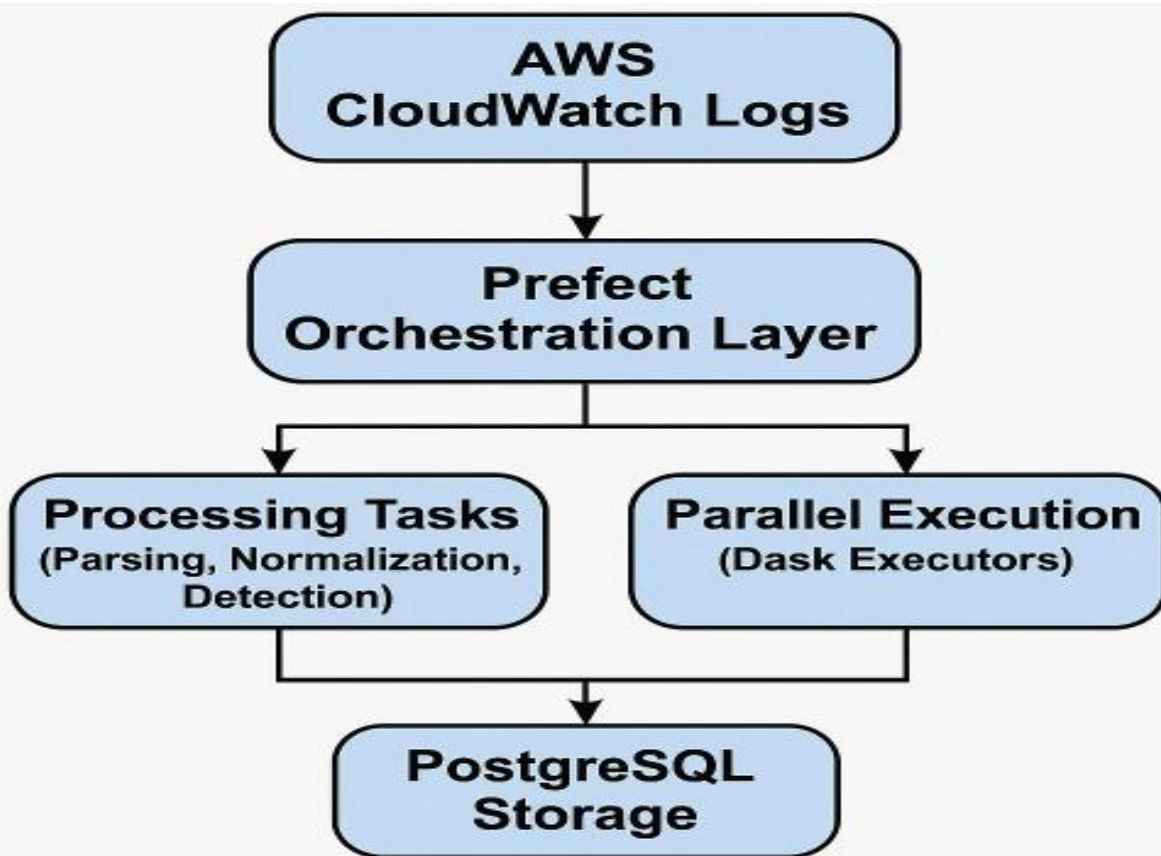 AWS
CloudWatch Logs
Prefect
Orchestration Layer
Processing Tasks
(Parsing, Normalization,
Detection)
Parallel Execution
(Dask Executors)
PostgreSQL
Storage